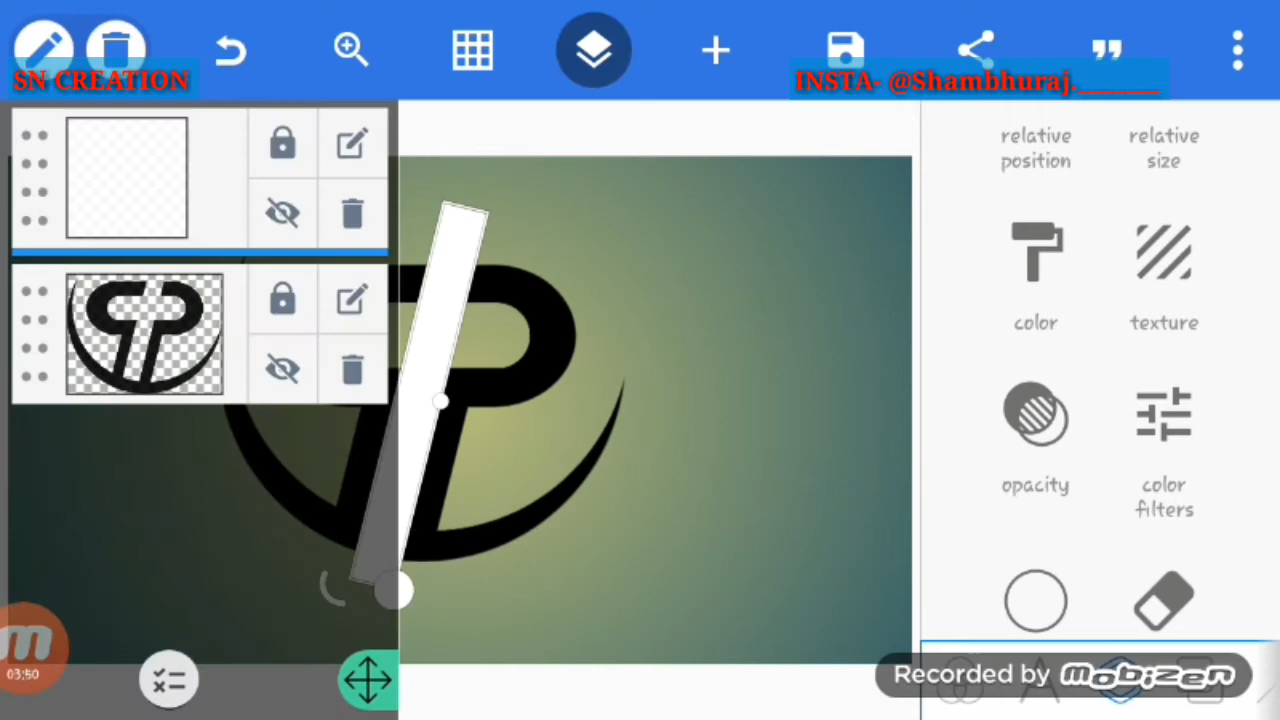 SN CREATION
INSTA- @Shambhuraj._______
relative position
relative size
color
texture
opacity
color filters
03:50
Recorded by mobizen